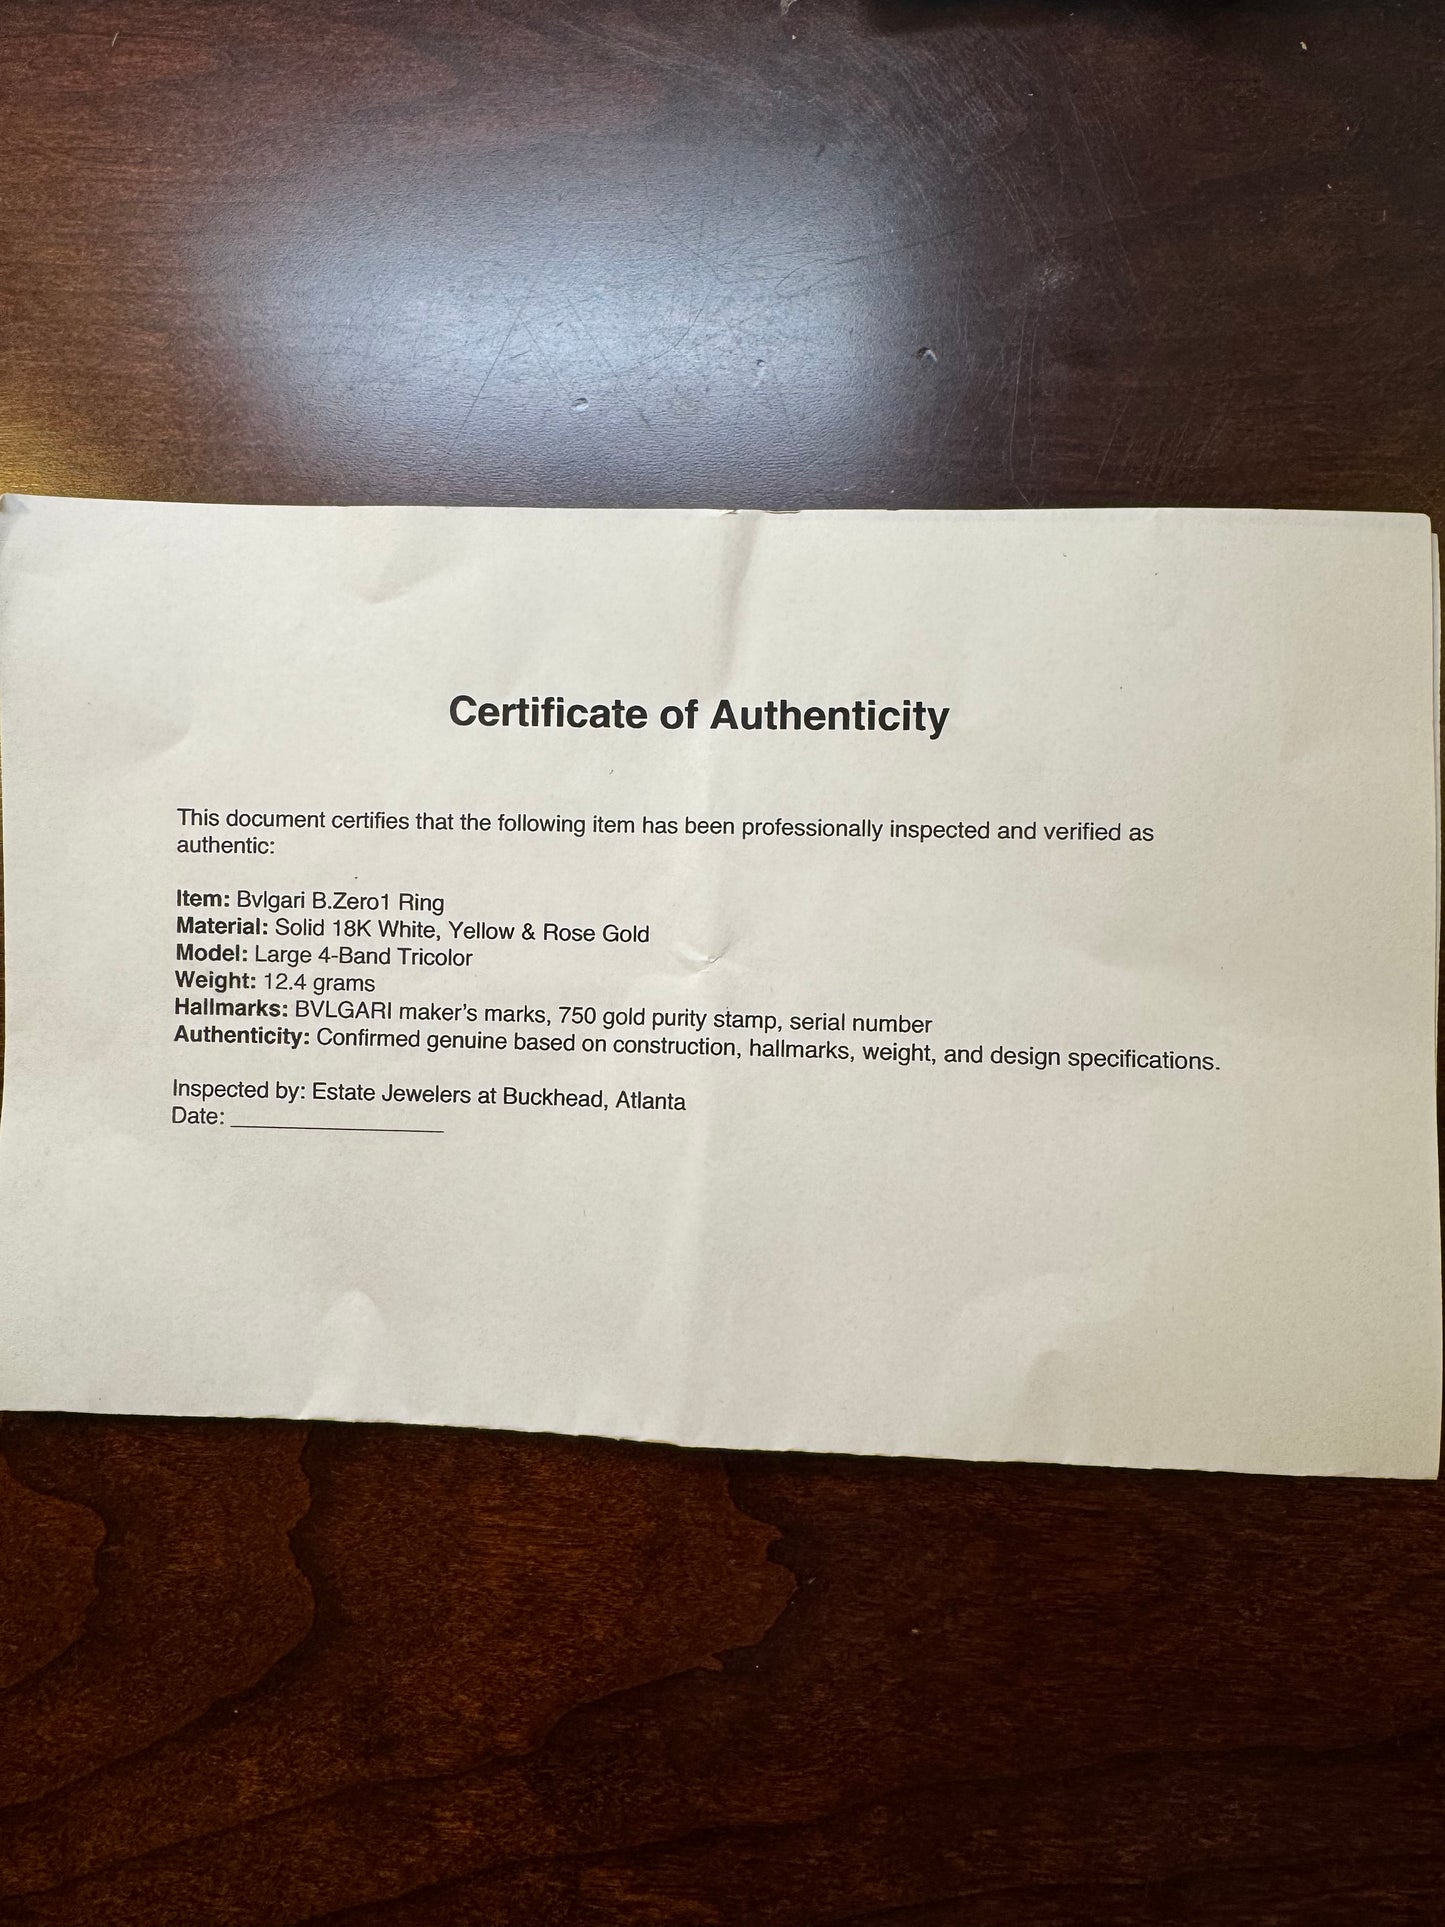 Certificate of Authenticity
This document certifies that the following item has been professionally inspected and verified as
authentic:
Item: Bvlgari B.Zero1 Ring
Material: Solid 18K White, Yellow & Rose Gold
Model: Large 4-Band Tricolor
Weight: 12.4 grams
Hallmarks: BVLGARI maker’s marks, 750 gold purity stamp, serial number
Authenticity: Confirmed genuine based on construction, hallmarks, weight, and design specifications.
Inspected by: Estate Jewelers at Buckhead, Atlanta
Date: __________________